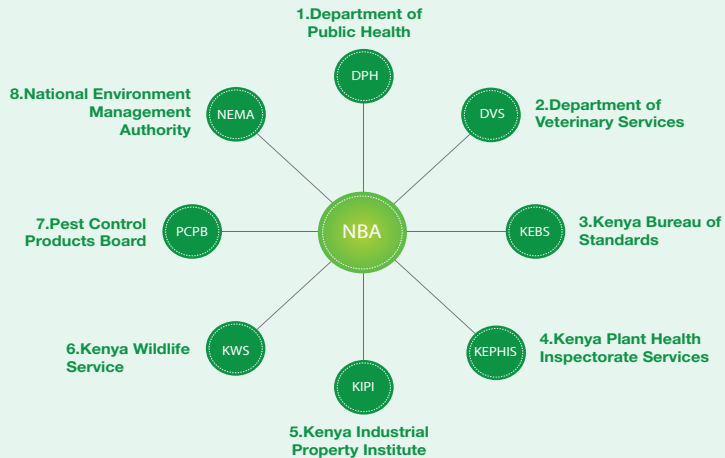 1.Department of
Public Health
DPH
8.National Environment
Management
Authority
NEMA
DVS
2.Department of
Veterinary Services
7.Pest Control
Products Board
PCPB
NBA
KEBS
3.Kenya Bureau of
Standards
6.Kenya Wildlife
Service
KWS
KEPHIS
4.Kenya Plant Health
Inspectorate Services
KIPI
5.Kenya Industrial
Property Institute